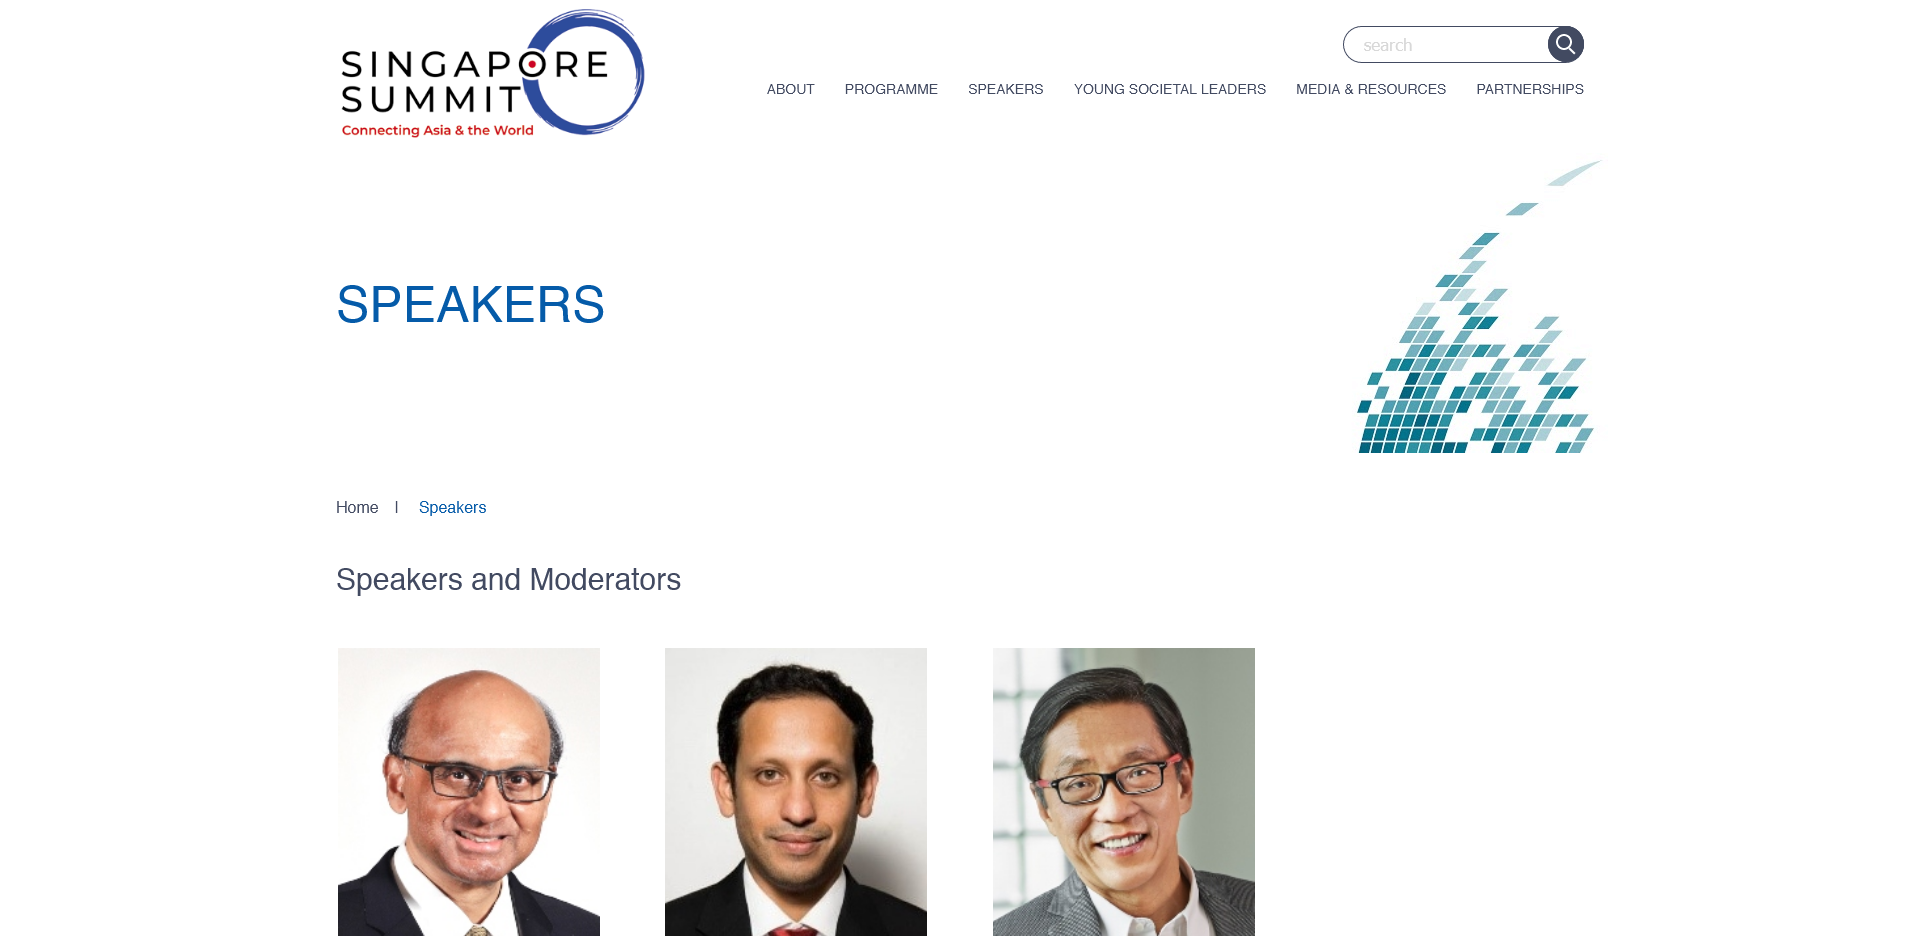 SINGAPORE
SUMMIT
Connecting Asia & the World
search
ABOUT PROGRAMME SPEAKERS YOUNG SOCIETAL LEADERS MEDIA & RESOURCES PARTNERSHIPS
SPEAKERS
Home | Speakers
Speakers and Moderators